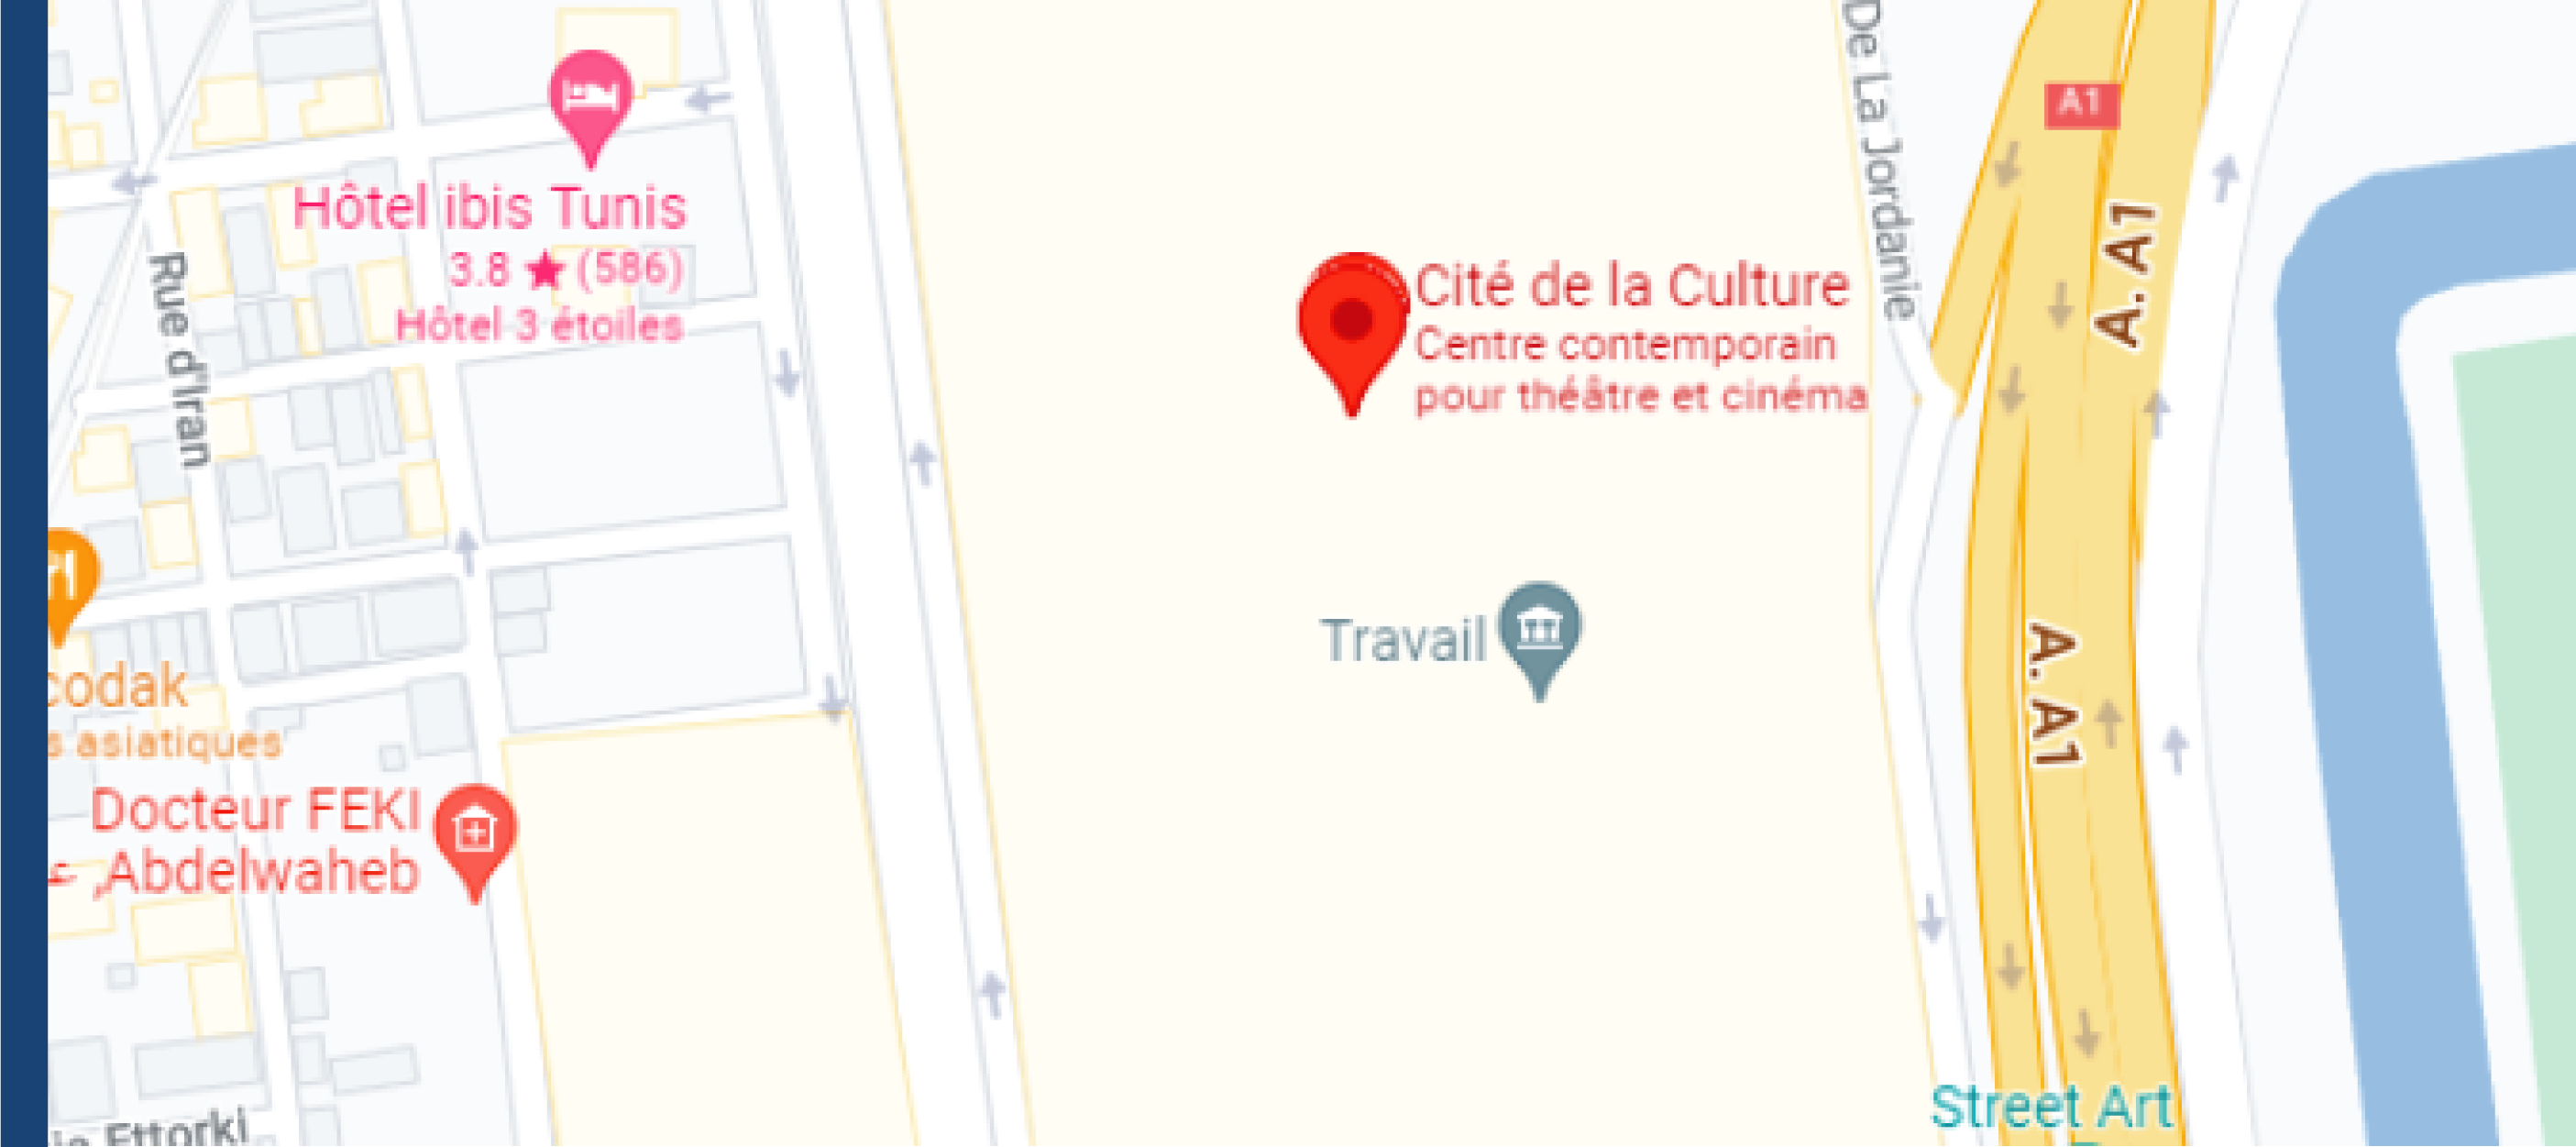 De La Jordanie
A1
Hôtel ibis Tunis
3.8 ★ (586)
Hôtel 3 étoiles
Rue d'Iran
A. A1
Cité de la Culture
Centre contemporain
pour théâtre et cinéma
Travail
A. A1
codak
s asiatiques
Docteur FEKI
Abdelwaheb
Street Art
Ettorki